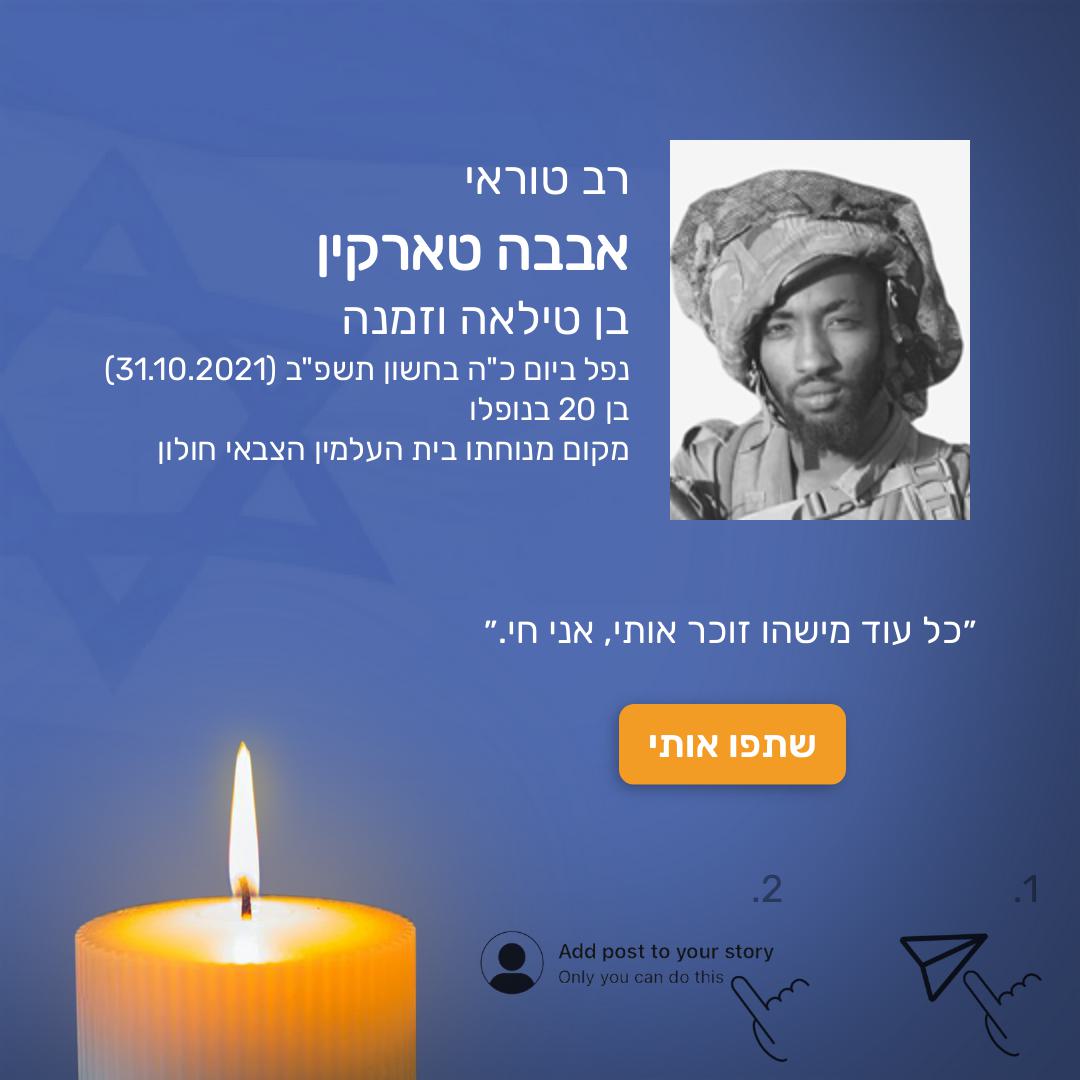 רב טוראי
אבבה טארקין
בן טילאה וזמנה
נפל ביום כ"ה בחשון תשפ"ב (31.10.2021)
בן 20 בנופלו
מקום מנוחתו בית העלמין הצבאי חולון
״כל עוד מישהו זוכר אותי, אני חי.״
שתפו אותי
.1
.2
Add post to your story
Only you can do this